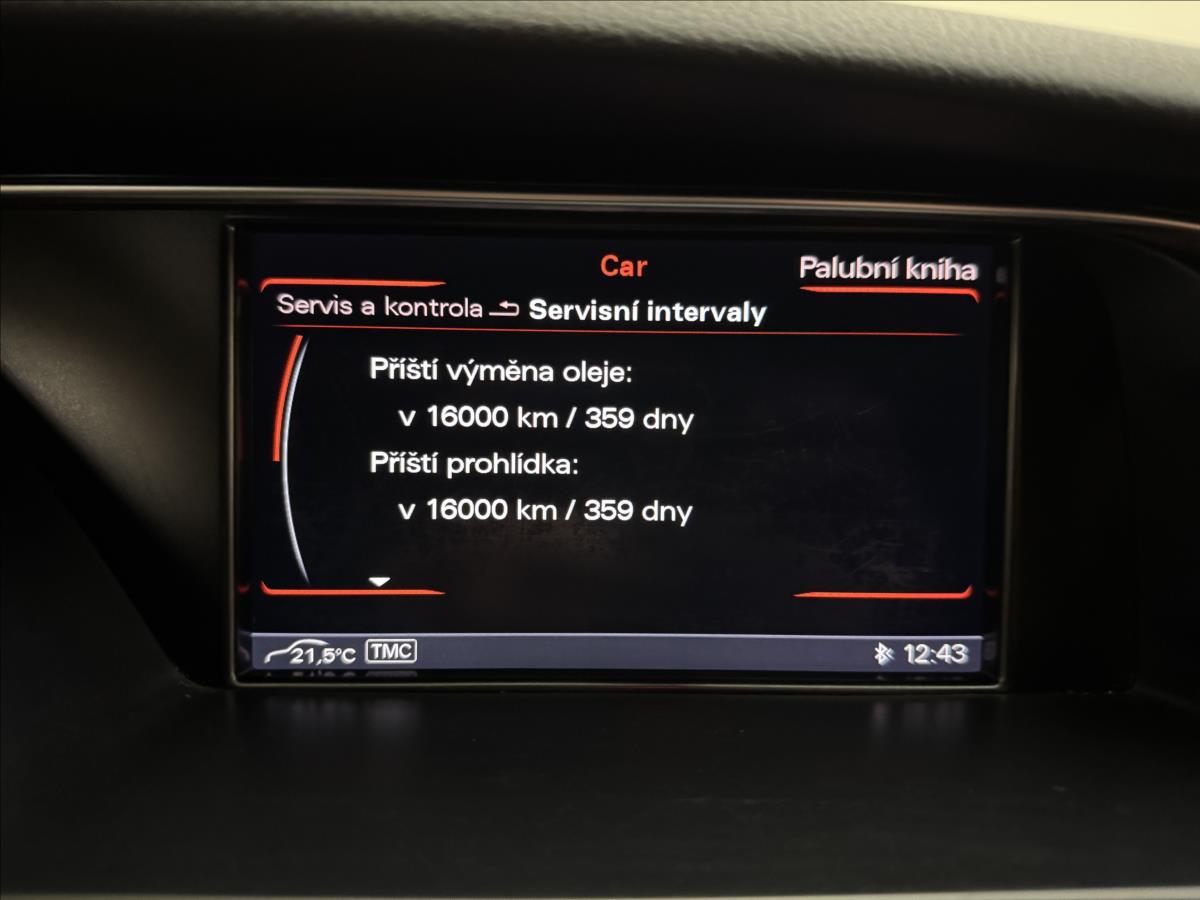 Car
Palubní kniha
Servis a kontrola Servisní intervaly
Příští výměna oleje:
v 16000 km / 359 dny
Příští prohlídka:
v 16000 km / 359 dny
21,5°C TMC
12:43